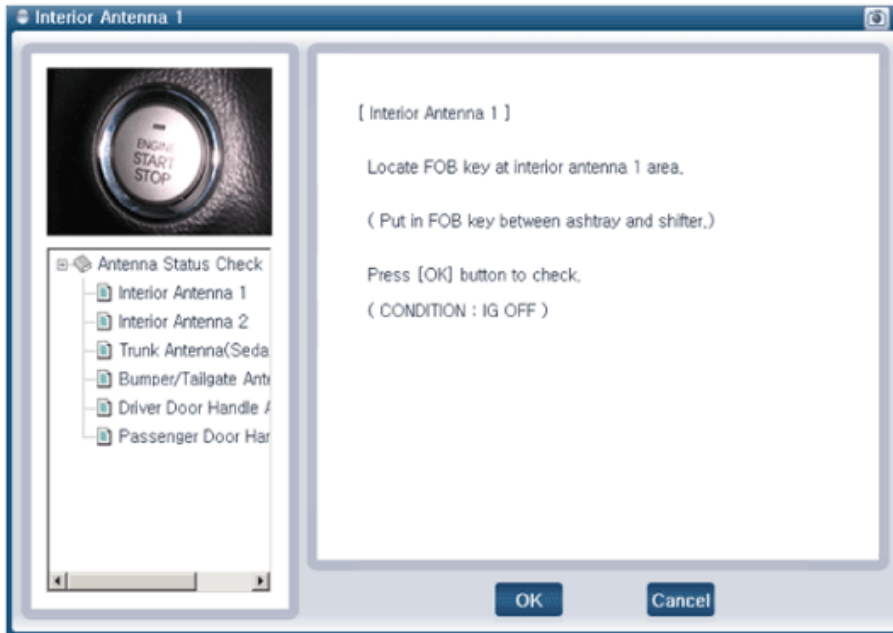 Interior Antenna 1
ENGINE
START
STOP
Antenna Status Check
Interior Antenna 1
Interior Antenna 2
Trunk Antenna(Seda
Bumper/Tailgate Ante
Driver Door Handle A
Passenger Door Har
[ Interior Antenna 1 ]
Locate FOB key at interior antenna 1 area.
( Put in FOB key between ashtray and shifter.)
Press [OK] button to check.
( CONDITION : IG OFF )
OK
Cancel